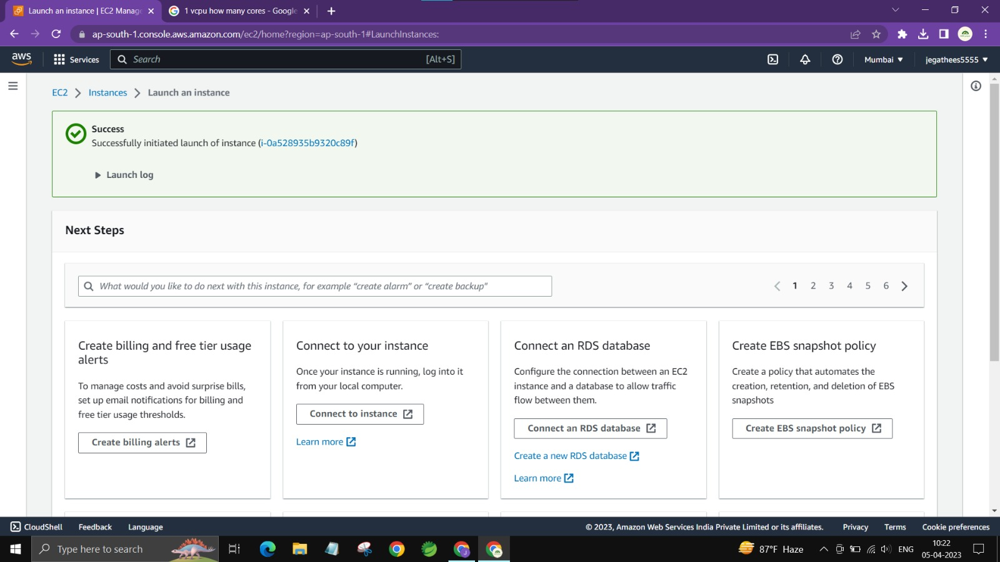 Launch an instance | EC2 Manage
1 vcpu how many cores - Google
ap-south-1.console.aws.amazon.com/ec2/home?region=ap-south-1#LaunchInstances:
aws
Services
Search
[Alt+S]
Mumbai
jegathees5555
EC2
Instances
Launch an instance
Success
Successfully initiated launch of instance (i-0a528935b9320c89f)
Launch log
Next Steps
What would you like to do next with this instance, for example “create alarm” or “create backup"
1 2 3 4 5 6
Create billing and free tier usage
alerts
To manage costs and avoid surprise bills,
set up email notifications for billing and
free tier usage thresholds.
Create billing alerts
Connect to your instance
Once your instance is running, log into it
from your local computer.
Connect to instance
Learn more
Connect an RDS database
Configure the connection between an EC2
instance and a database to allow traffic
flow between them.
Connect an RDS database
Create a new RDS database
Learn more
Create EBS snapshot policy
Create a policy that automates the
creation, retention, and deletion of EBS
snapshots
Create EBS snapshot policy
CloudShell
Feedback
Language
© 2023, Amazon Web Services India Private Limited or its affiliates.
Privacy
Terms
Cookie preferences
Type here to search
87°F Haze
ENG
10:22
05-04-2023